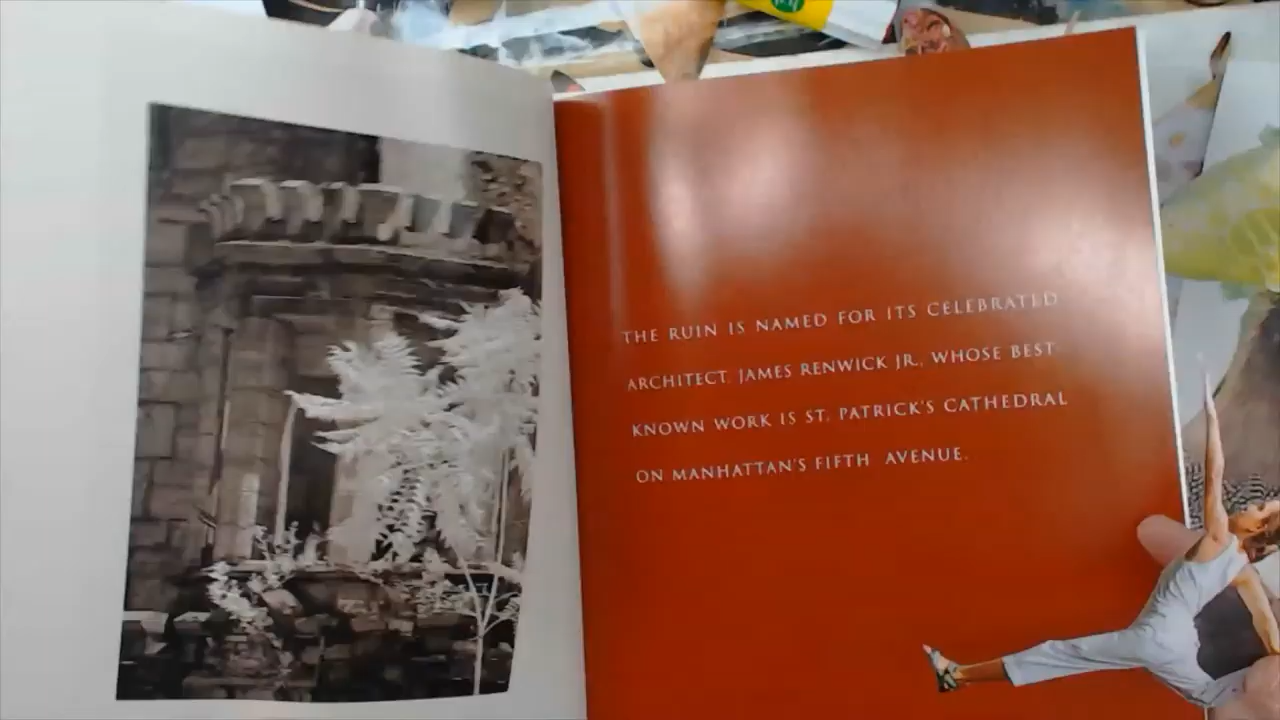 THE RUIN IS NAMED FOR ITS CELEBRATED
ARCHITECT, JAMES RENWICK JR., WHOSE BEST
KNOWN WORK IS ST. PATRICK'S CATHEDRAL
ON MANHATTAN'S FIFTH AVENUE.